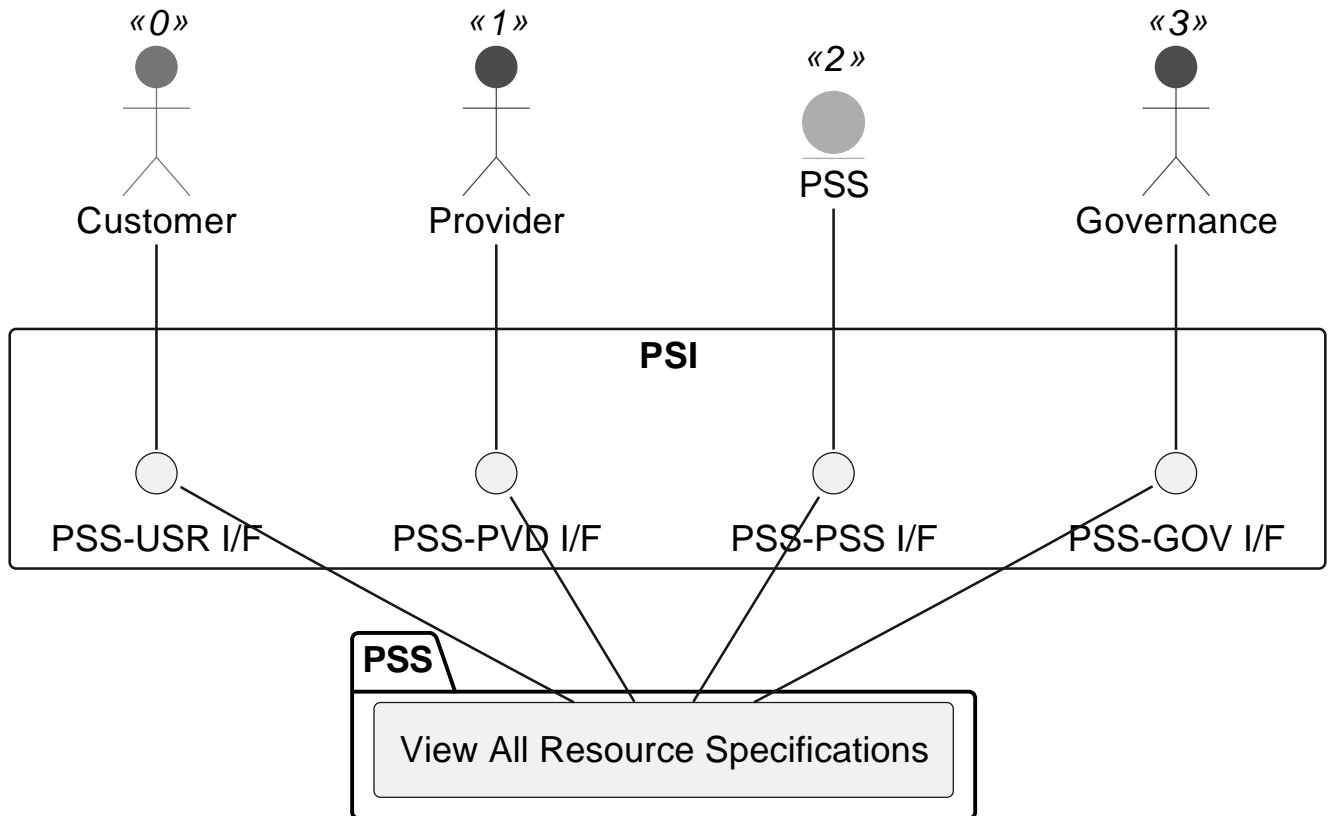 «0»
«1»
«2»
«3»
Customer
Provider
PSS
Governance
PSI
PSS-USR I/F
PSS-PVD I/F
PSS-PSS I/F
PSS-GOV I/F
PSS
View All Resource Specifications